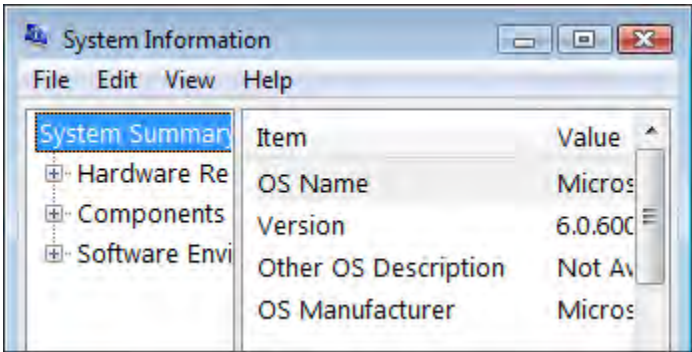 System Information
File Edit View Help
System Summary
Hardware Re
Components
Software Envi
Item Value
OS Name Micros
Version 6.0.600
Other OS Description Not Av
OS Manufacturer Micros